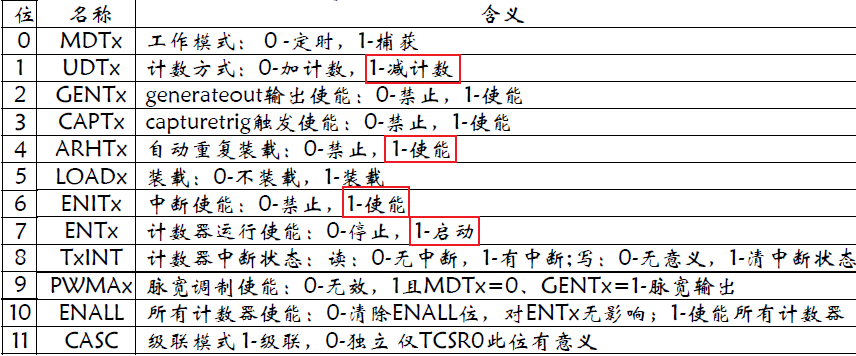 位 名称 含义
0 MDTx 工作模式：0-定时，1-捕获
1 UDTx 计数方式：0-加计数，1-减计数
2 GENTx generateout输出使能：0-禁止，1-使能
3 CAPTx capturetrig触发使能：0-禁止，1-使能
4 ARHTx 自动重复装载：0-禁止，1-使能
5 LOADx 装载：0-不装载，1-装载
6 ENITx 中断使能：0-禁止，1-使能
7 ENTx 计数器运行使能：0-停止，1-启动
8 TxINT 计数器中断状态：读：0-无中断，1-有中断;写：0-无意义，1-清中断状态
9 PWMAx 脉宽调制使能：0-无效，1且MDTx=0、GENTx=1-脉宽输出
10 ENALL 所有计数器使能：0-清除ENALL位，对ENTx无影响；1-使能所有计数器
11 CASC 级联模式1-级联，0-独立 仅TCSR0此位有意义